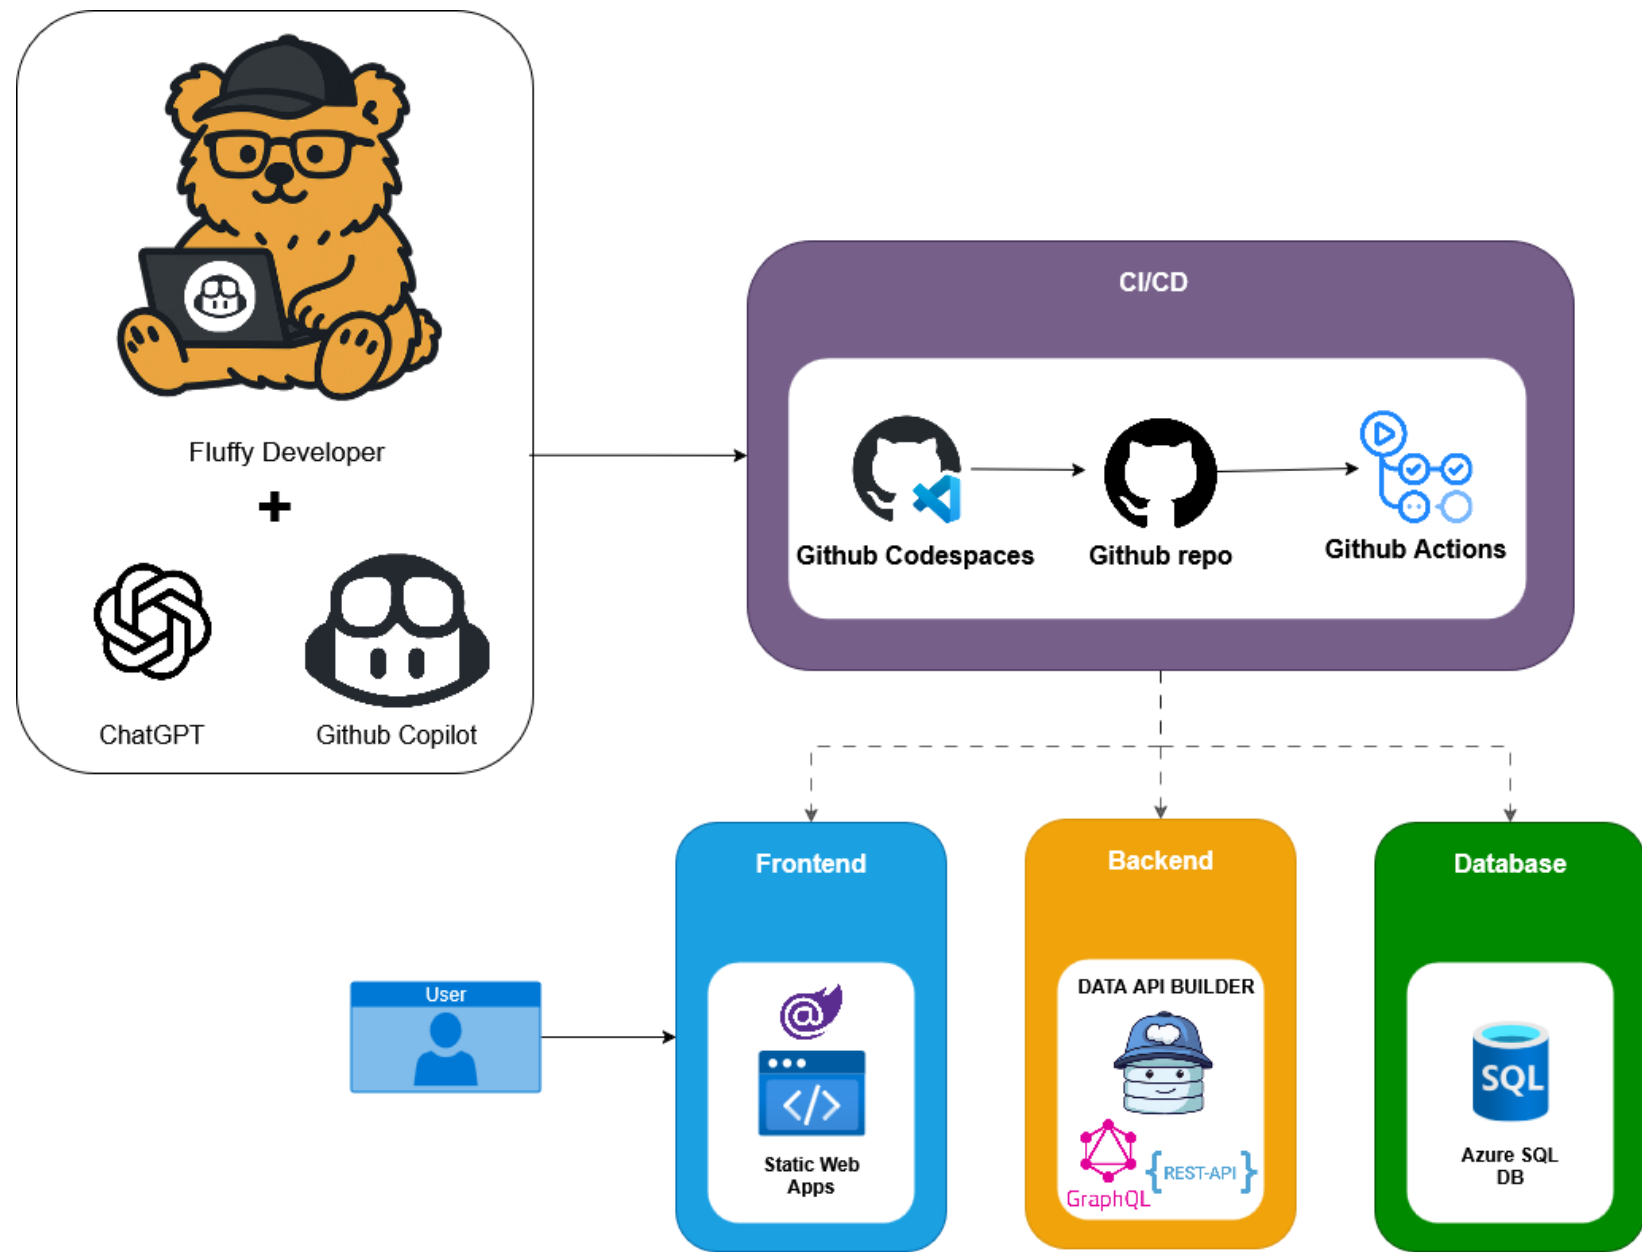 Fluffy Developer
+
ChatGPT
Github Copilot
CI/CD
Github Codespaces
Github repo
Github Actions
User
Frontend
Static Web
Apps
Backend
DATA API BUILDER
GraphQL
{REST-API}
Database
SQL
Azure SQL
DB